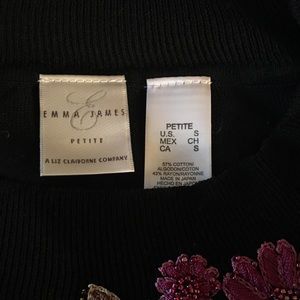 EMMA JAMES
PETITE
A LIZ CLAIBORNE COMPANY
PETITE
U.S. S
MEX CH
CA S
57% COTTON/
ALGODON/COTON
43% RAYON/RAYONNE
MADE IN JAPAN
HECHO EN JAPON